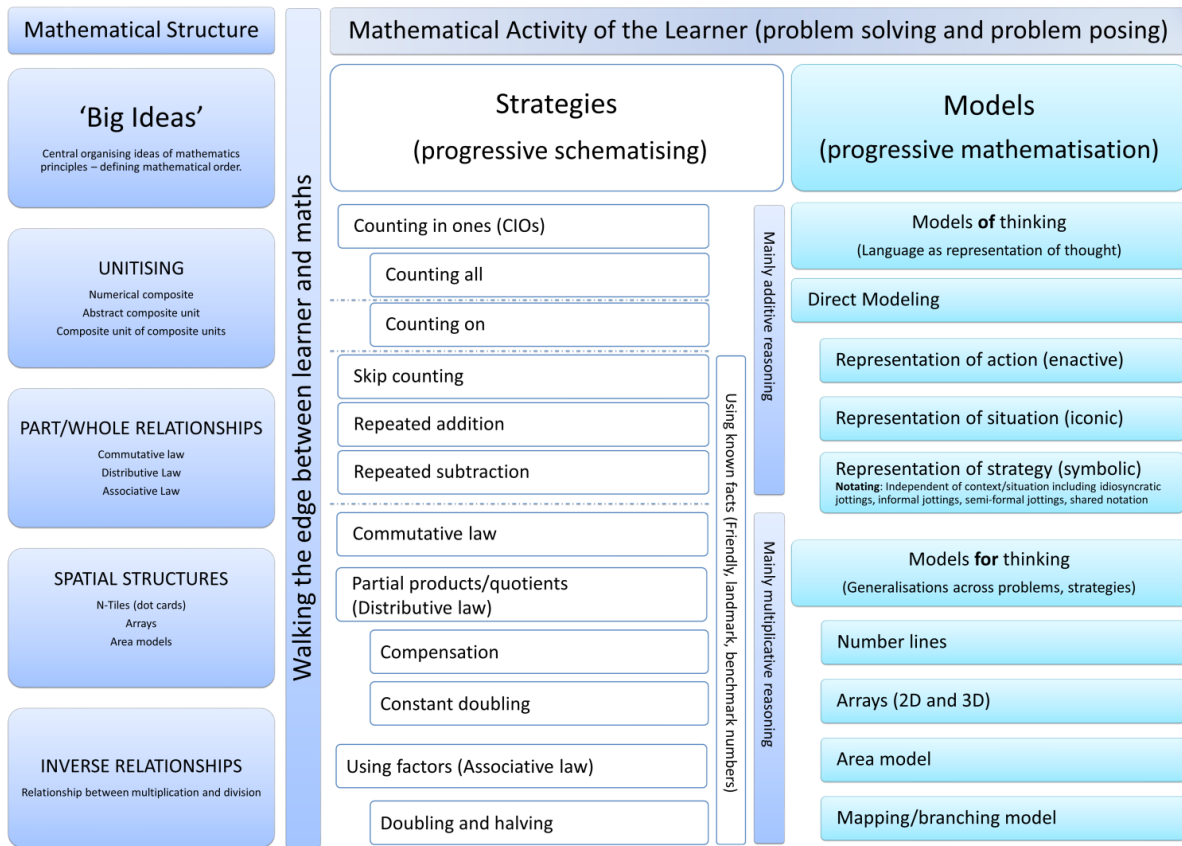 Mathematical Structure
'Big Ideas'
Central organising ideas of mathematics
principles – defining mathematical order.
UNITISING
Numerical composite
Abstract composite unit
Composite unit of composite units
PART/WHOLE RELATIONSHIPS
Commutative law
Distributive Law
Associative Law
SPATIAL STRUCTURES
N-Tiles (dot cards)
Arrays
Area models
INVERSE RELATIONSHIPS
Relationship between multiplication and division
Walking the edge between learner and maths
Mathematical Activity of the Learner (problem solving and problem posing)
Strategies
(progressive schematising)
Counting in ones (CIOs)
Counting all
Counting on
Skip counting
Repeated addition
Repeated subtraction
Commutative law
Partial products/quotients
(Distributive law)
Compensation
Constant doubling
Using factors (Associative law)
Doubling and halving
Using known facts (Friendly, landmark, benchmark numbers)
Mainly additive reasoning
Mainly multiplicative reasoning
Models
(progressive mathematisation)
Models of thinking
(Language as representation of thought)
Direct Modeling
Representation of action (enactive)
Representation of situation (iconic)
Representation of strategy (symbolic)
Notating: Independent of context/situation including idiosyncratic
jottings, informal jottings, semi-formal jottings, shared notation
Models for thinking
(Generalisations across problems, strategies)
Number lines
Arrays (2D and 3D)
Area model
Mapping/branching model